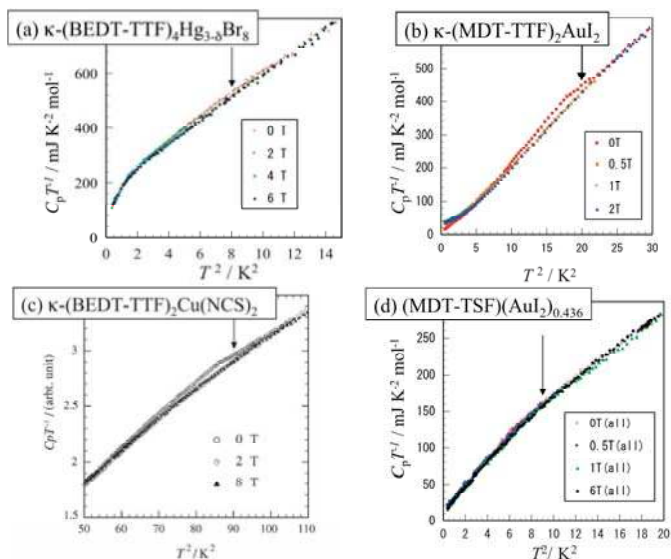 (a) κ-(BEDT-TTF)₄Hg₃₋δBr₈
CₚT⁻¹ / mJ K⁻² mol⁻¹
600
400
200
0
0 T
2 T
4 T
6 T
0 2 4 6 8 10 12 14
T² / K²
(b) κ-(MDT-TTF)₂AuI₂
CₚT⁻¹ / mJ K⁻² mol⁻¹
500
400
300
200
100
0
0T
0.5T
1T
2T
0 5 10 15 20 25 30
T² / K²
(c) κ-(BEDT-TTF)₂Cu(NCS)₂
CpT⁻¹ / (arbt. unit)
3
2.5
2
1.5
0 T
2 T
8 T
50 60 70 80 90 100 110
T²/K²
(d) (MDT-TSF)(AuI₂)₀.₄₃₆
CₚT⁻¹ / mJ K⁻² mol⁻¹
250
200
150
100
50
0
0T(all)
0.5T(all)
1T(all)
6T(all)
0 2 4 6 8 10 12 14 16 18 20
T²/K²